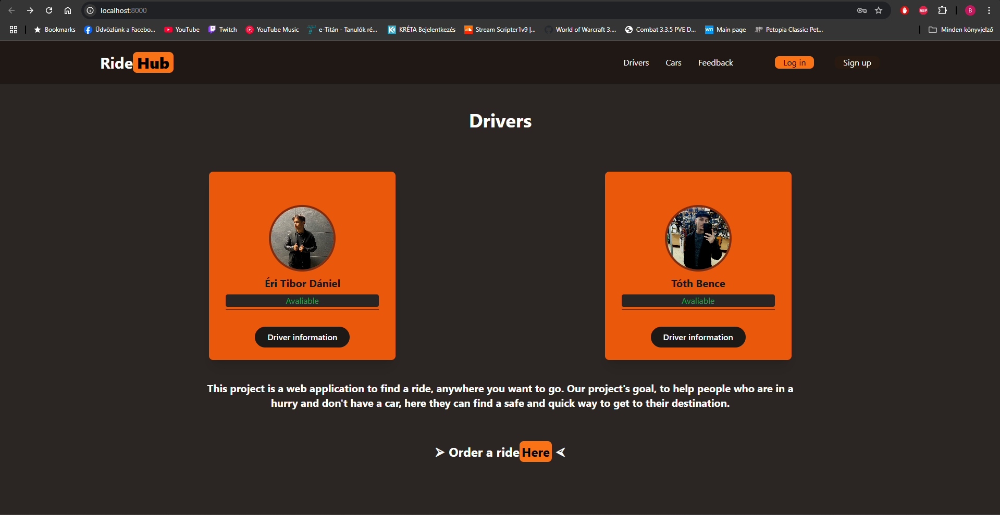 localhost:8000
Bookmarks Üdvözlünk a Facebo... YouTube Twitch YouTube Music e-Titán - Tanulók ré... KRÉTA Bejelentkezés Stream Scripter1v9 |... World of Warcraft 3.... Combat 3.3.5 PVE D... wn Main page Petopia Classic: Pet... Minden könyvjelző
ABP B
Ride Hub Drivers Cars Feedback Log in Sign up
Drivers
Éri Tibor Dániel
Avaliable
Driver information
Tóth Bence
Avaliable
Driver information
This project is a web application to find a ride, anywhere you want to go. Our project's goal, to help people who are in a
hurry and don't have a car, here they can find a safe and quick way to get to their destination.
➢ Order a ride Here ⮘